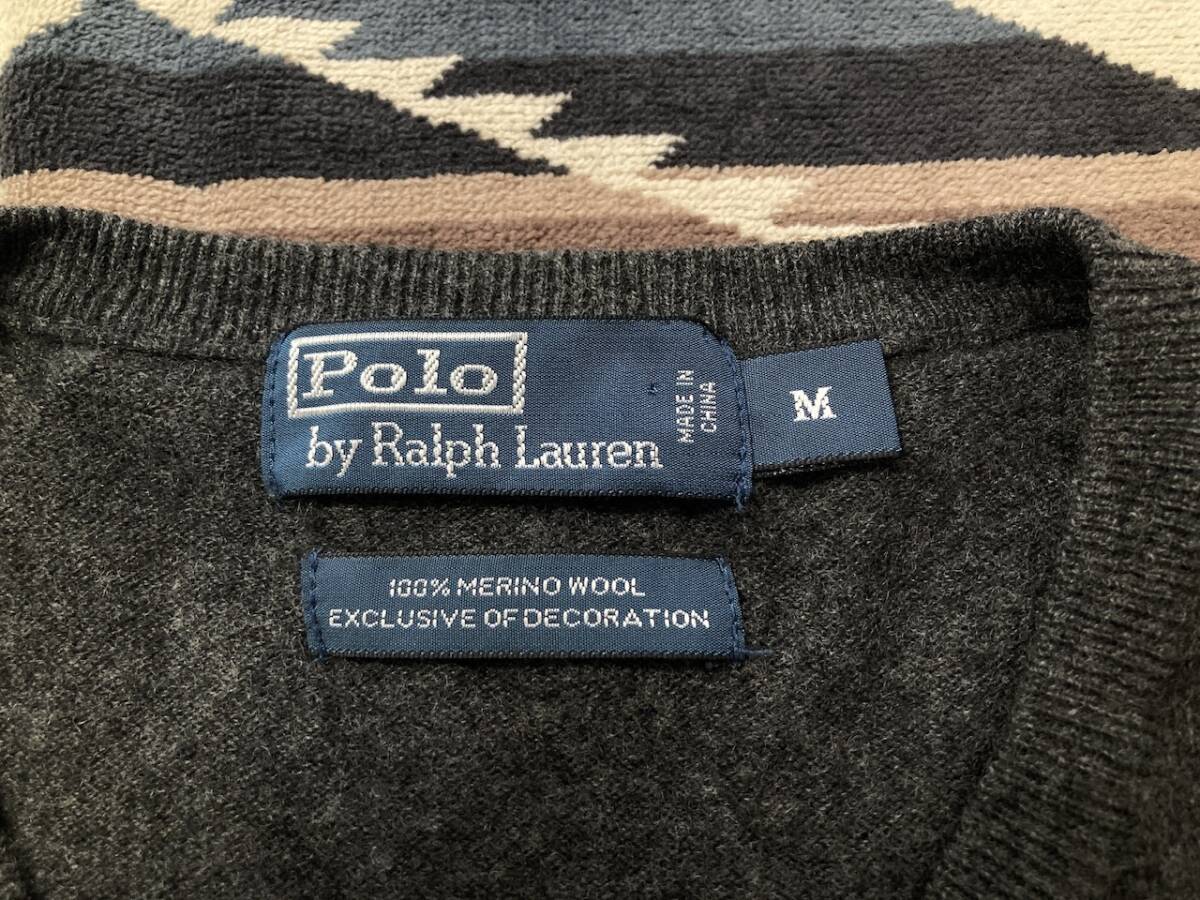 Polo
by Ralph Lauren
MADE IN
CHINA
M
100% MERINO WOOL
EXCLUSIVE OF DECORATION